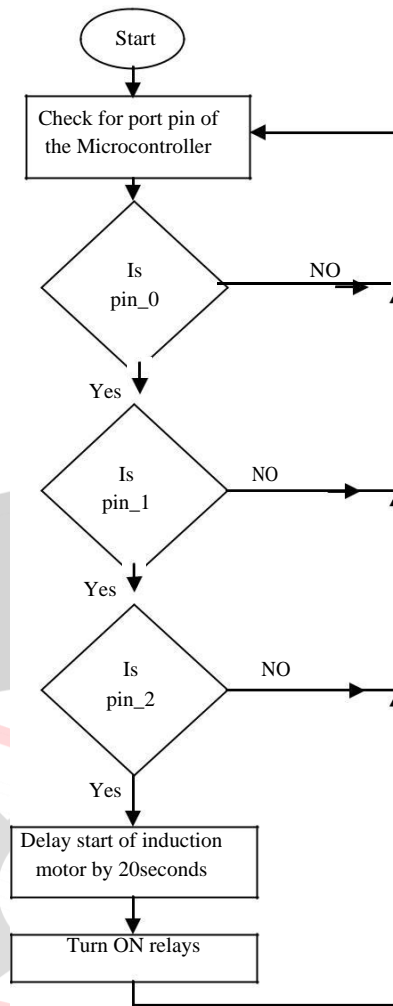 Start
Check for port pin of
the Microcontroller
Is
pin_0
NO
Yes
Is
pin_1
NO
Yes
Is
pin_2
NO
Yes
Delay start of induction
motor by 20seconds
Turn ON relays